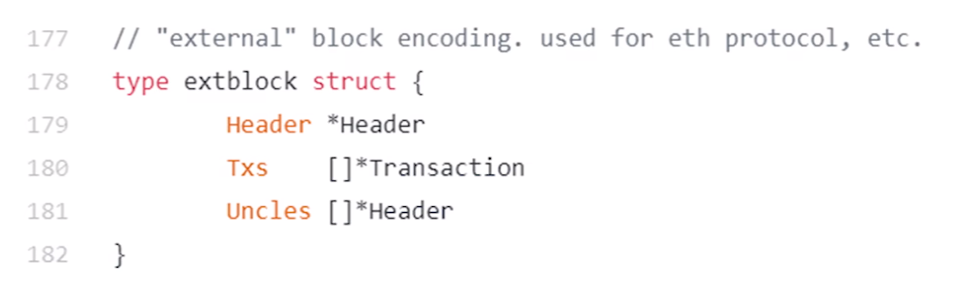 177 // "external" block encoding. used for eth protocol, etc.
178 type extblock struct {
179 Header *Header
180 Txs []*Transaction
181 Uncles []*Header
182 }